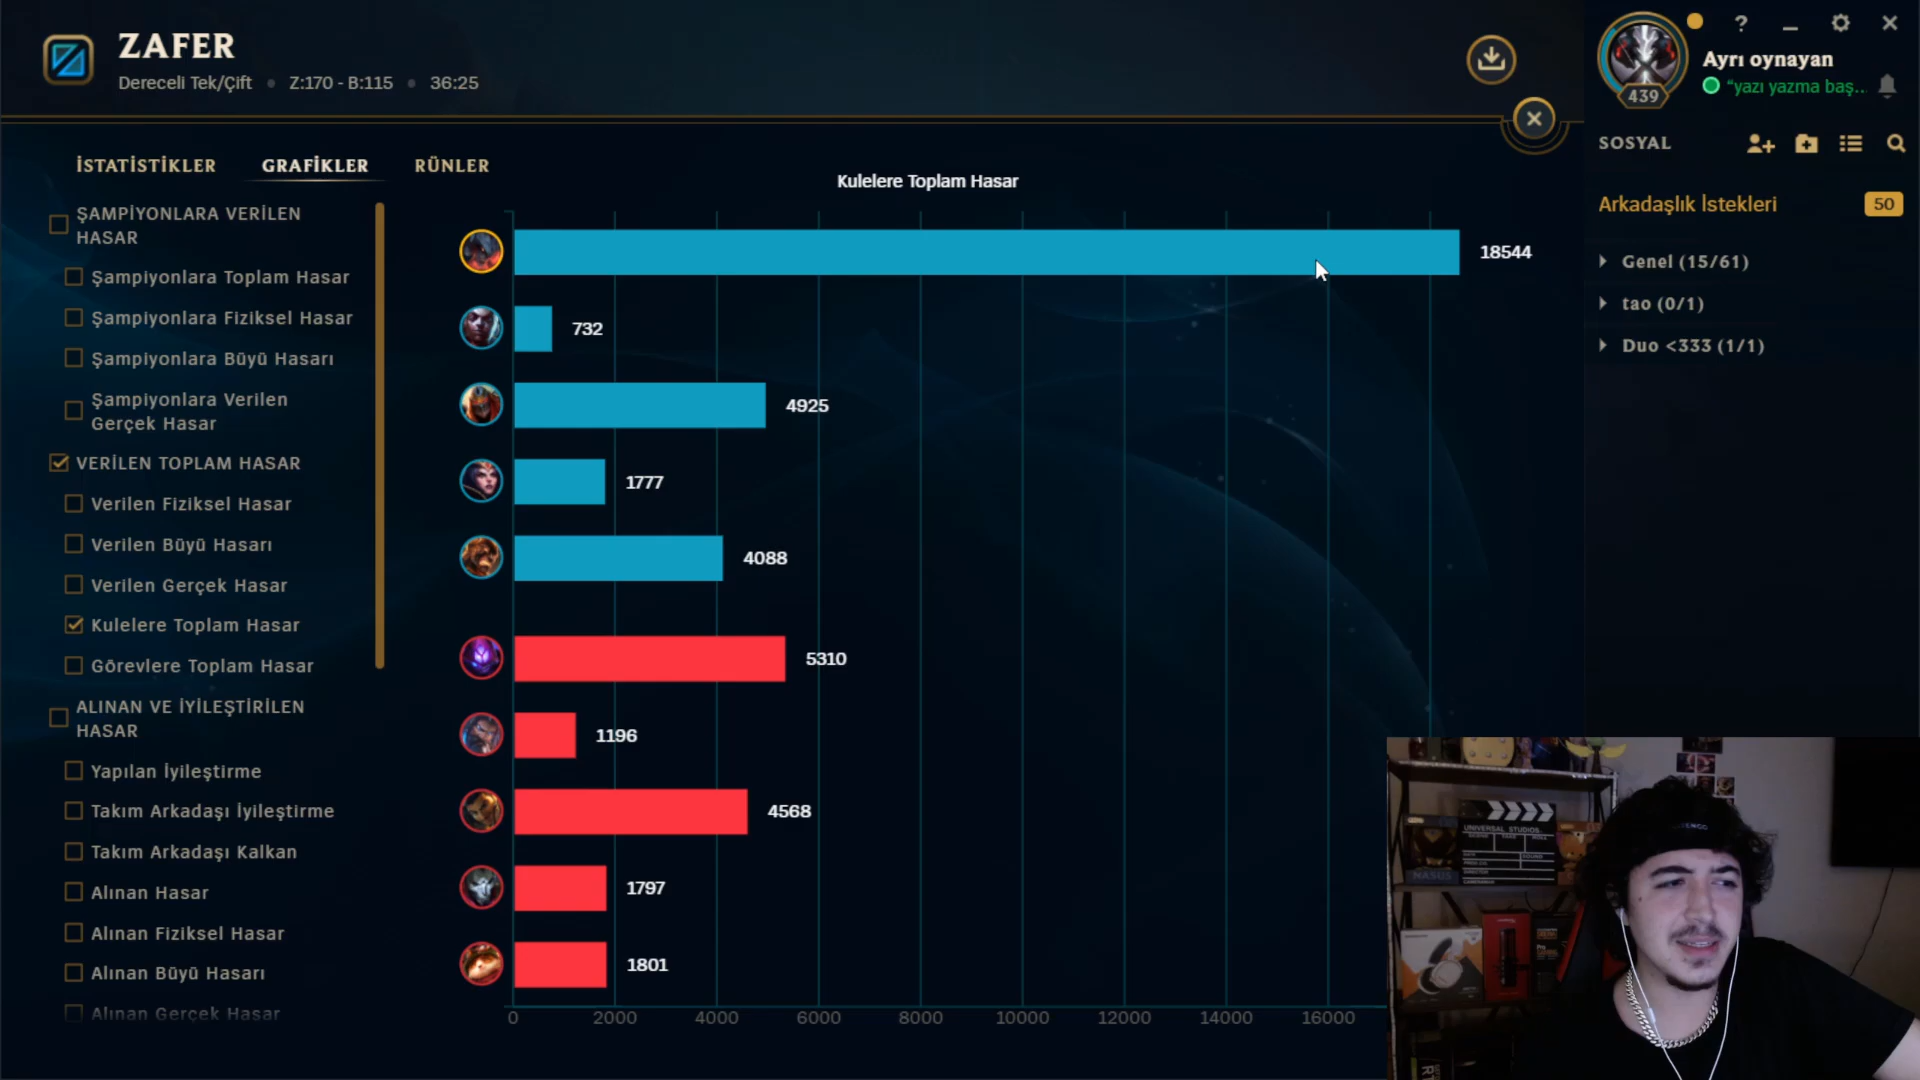 ZAFER
Dereceli Tek/Çift • Z:170 - B:115 • 36:25
?
Ayrı oynayan
"yazı yazma baş...
439
SOSYAL
Arkadaşlık İstekleri 50
Genel (15/61)
tao (0/1)
Duo <333 (1/1)
İSTATİSTİKLER GRAFİKLER RÜNLER
ŞAMPİYONLARA VERİLEN
HASAR
Şampiyonlara Toplam Hasar
Şampiyonlara Fiziksel Hasar
Şampiyonlara Büyü Hasarı
Şampiyonlara Verilen
Gerçek Hasar
VERİLEN TOPLAM HASAR
Verilen Fiziksel Hasar
Verilen Büyü Hasarı
Verilen Gerçek Hasar
Kulelere Toplam Hasar
Görevlere Toplam Hasar
ALINAN VE İYİLEŞTİRİLEN
HASAR
Yapılan İyileştirme
Takım Arkadaşı İyileştirme
Takım Arkadaşı Kalkan
Alınan Hasar
Alınan Fiziksel Hasar
Alınan Büyü Hasarı
Alınan Gerçek Hasar
Kulelere Toplam Hasar
18544
732
4925
1777
4088
5310
1196
4568
1797
1801
0 2000 4000 6000 8000 10000 12000 14000 16000
UNIVERSAL STUDIOS
NASUS